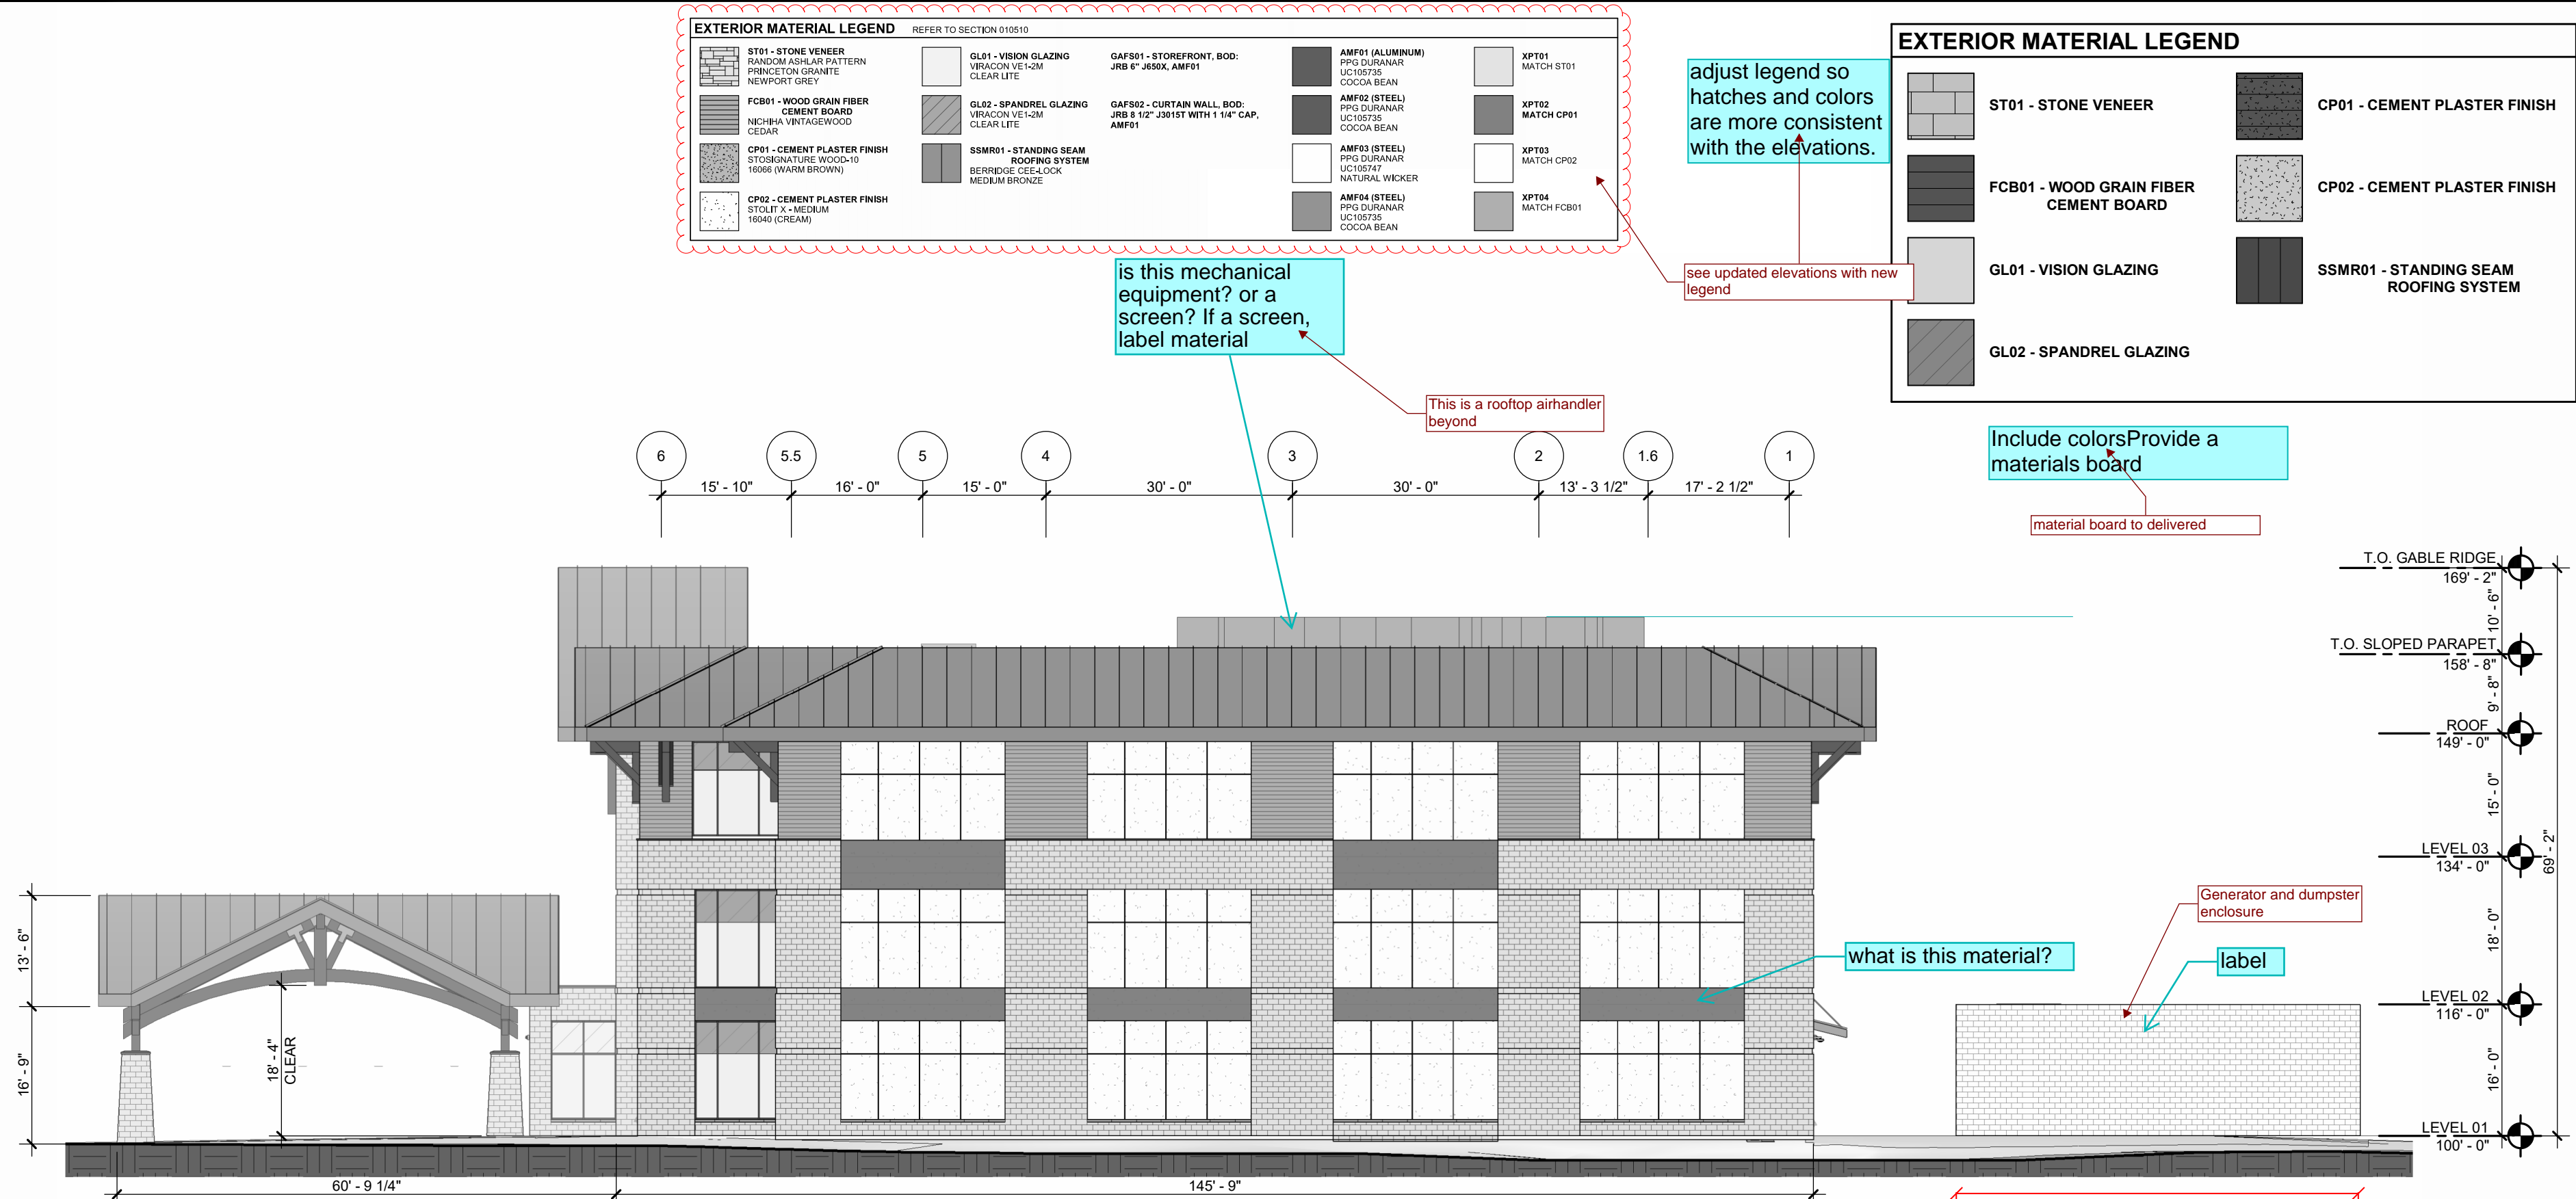 EXTERIOR MATERIAL LEGEND REFER TO SECTION 010510
ST01 - STONE VENEER
RANDOM ASHLAR PATTERN
PRINCETON GRANITE
NEWPORT GREY
FCB01 - WOOD GRAIN FIBER
CEMENT BOARD
NICHIHA VINTAGEWOOD
CEDAR
CP01 - CEMENT PLASTER FINISH
STOSIGNATURE WOOD-10
16066 (WARM BROWN)
CP02 - CEMENT PLASTER FINISH
STOLIT X - MEDIUM
16040 (CREAM)
GL01 - VISION GLAZING
VIRACON VE1-2M
CLEAR LITE
GL02 - SPANDREL GLAZING
VIRACON VE1-2M
CLEAR LITE
SSMR01 - STANDING SEAM
ROOFING SYSTEM
BERRIDGE CEE-LOCK
MEDIUM BRONZE
GAFS01 - STOREFRONT, BOD:
JRB 6" J650X, AMF01
GAFS02 - CURTAIN WALL, BOD:
JRB 8 1/2" J3015T WITH 1 1/4" CAP,
AMF01
AMF01 (ALUMINUM)
PPG DURANAR
UC105735
COCOA BEAN
AMF02 (STEEL)
PPG DURANAR
UC105735
COCOA BEAN
AMF03 (STEEL)
PPG DURANAR
UC105747
NATURAL WICKER
AMF04 (STEEL)
PPG DURANAR
UC105735
COCOA BEAN
XPT01
MATCH ST01
XPT02
MATCH CP01
XPT03
MATCH CP02
XPT04
MATCH FCB01
adjust legend so
hatches and colors
are more consistent
with the elevations.
see updated elevations with new
legend
EXTERIOR MATERIAL LEGEND
ST01 - STONE VENEER
FCB01 - WOOD GRAIN FIBER
CEMENT BOARD
GL01 - VISION GLAZING
GL02 - SPANDREL GLAZING
CP01 - CEMENT PLASTER FINISH
CP02 - CEMENT PLASTER FINISH
SSMR01 - STANDING SEAM
ROOFING SYSTEM
is this mechanical
equipment? or a
screen? If a screen,
label material
This is a rooftop airhandler
beyond
Include colorsProvide a
materials board
material board to delivered
6 5.5 5 4 3 2 1.6 1
15' - 10" 16' - 0" 15' - 0" 30' - 0" 30' - 0" 13' - 3 1/2" 17' - 2 1/2"
T.O. GABLE RIDGE
169' - 2"
10' - 6"
T.O. SLOPED PARAPET
158' - 8"
9' - 8"
ROOF
149' - 0"
15' - 0"
LEVEL 03
134' - 0"
69' - 2"
18' - 0"
LEVEL 02
116' - 0"
16' - 0"
LEVEL 01
100' - 0"
Generator and dumpster
enclosure
label
what is this material?
13' - 6"
16' - 9"
18' - 4"
CLEAR
60' - 9 1/4"
145' - 9"